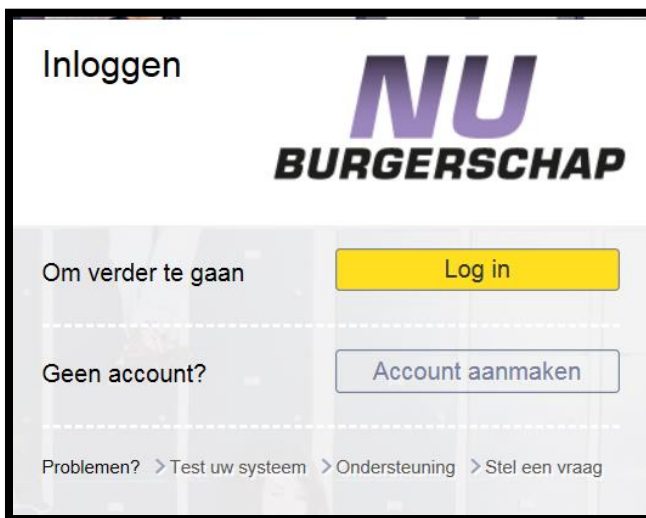 Inloggen
NU
BURGERSCHAP
Om verder te gaan
Log in
Geen account?
Account aanmaken
Problemen? >Test uw systeem >Ondersteuning >Stel een vraag